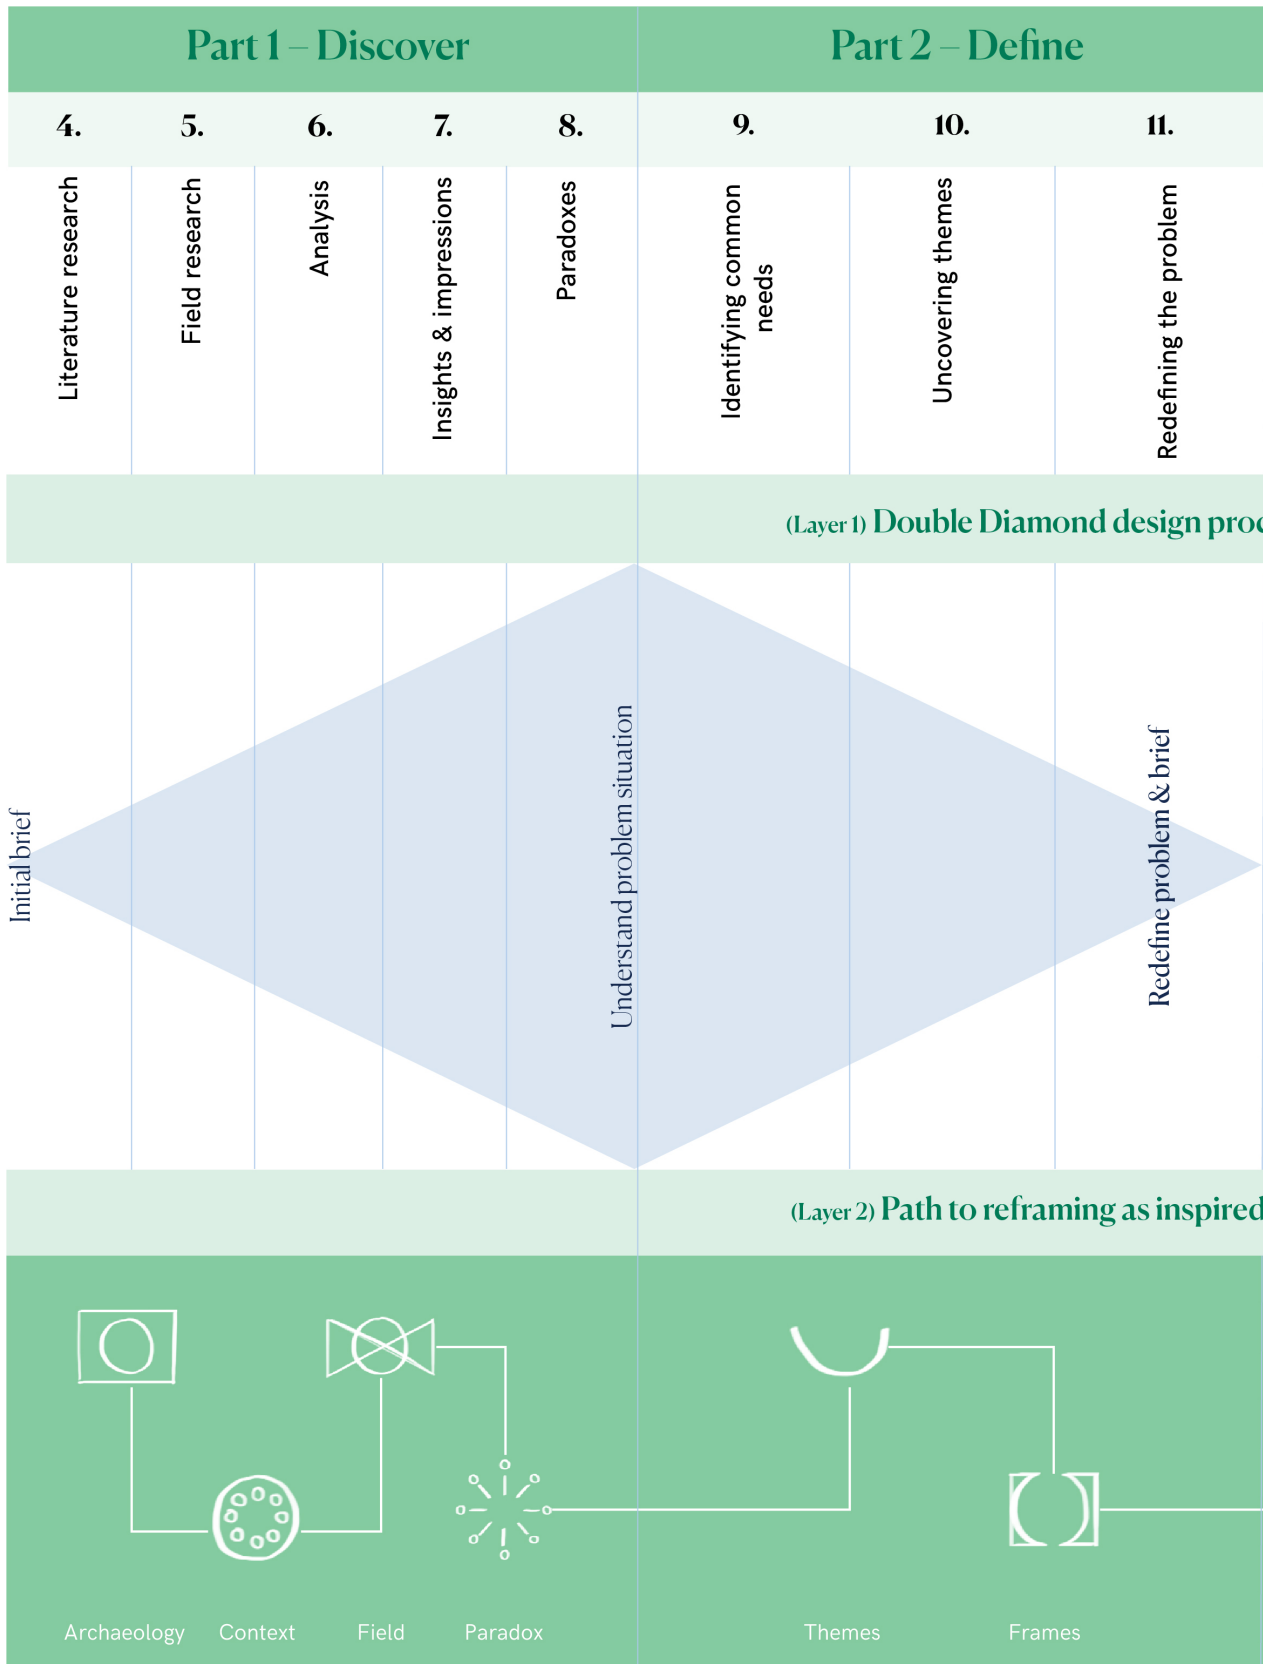 Part 1 – Discover
Part 2 – Define
4.
5.
6.
7.
8.
9.
10.
11.
Literature research
Field research
Analysis
Insights & impressions
Paradoxes
Identifying common
needs
Uncovering themes
Redefining the problem
(Layer 1) Double Diamond design proc
Initial brief
Understand problem situation
Redefine problem & brief
(Layer 2) Path to reframing as inspired
Archaeology
Context
Field
Paradox
Themes
Frames